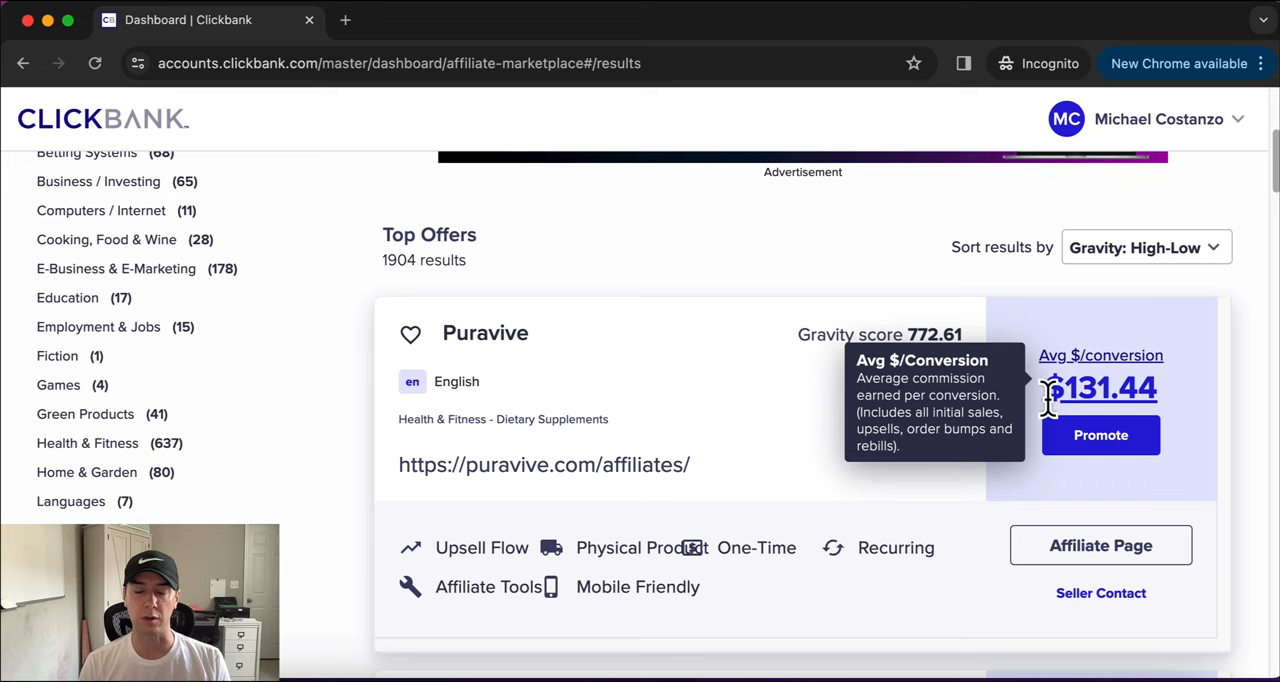 CB Dashboard | Clickbank
accounts.clickbank.com/master/dashboard/affiliate-marketplace#/results
Incognito
New Chrome available
CLICKBANK
MC Michael Costanzo
Betting Systems (68)
Business / Investing (65)
Computers / Internet (11)
Cooking, Food & Wine (28)
E-Business & E-Marketing (178)
Education (17)
Employment & Jobs (15)
Fiction (1)
Games (4)
Green Products (41)
Health & Fitness (637)
Home & Garden (80)
Languages (7)
Advertisement
Top Offers
1904 results
Sort results by Gravity: High-Low
Puravive
Gravity score 772.61
en English
Health & Fitness - Dietary Supplements
https://puravive.com/affiliates/
Avg $/Conversion
Average commission
earned per conversion.
(Includes all initial sales,
upsells, order bumps and
rebills).
Avg $/conversion
$131.44
Promote
Upsell Flow Physical Product One-Time Recurring
Affiliate Tools Mobile Friendly
Affiliate Page
Seller Contact